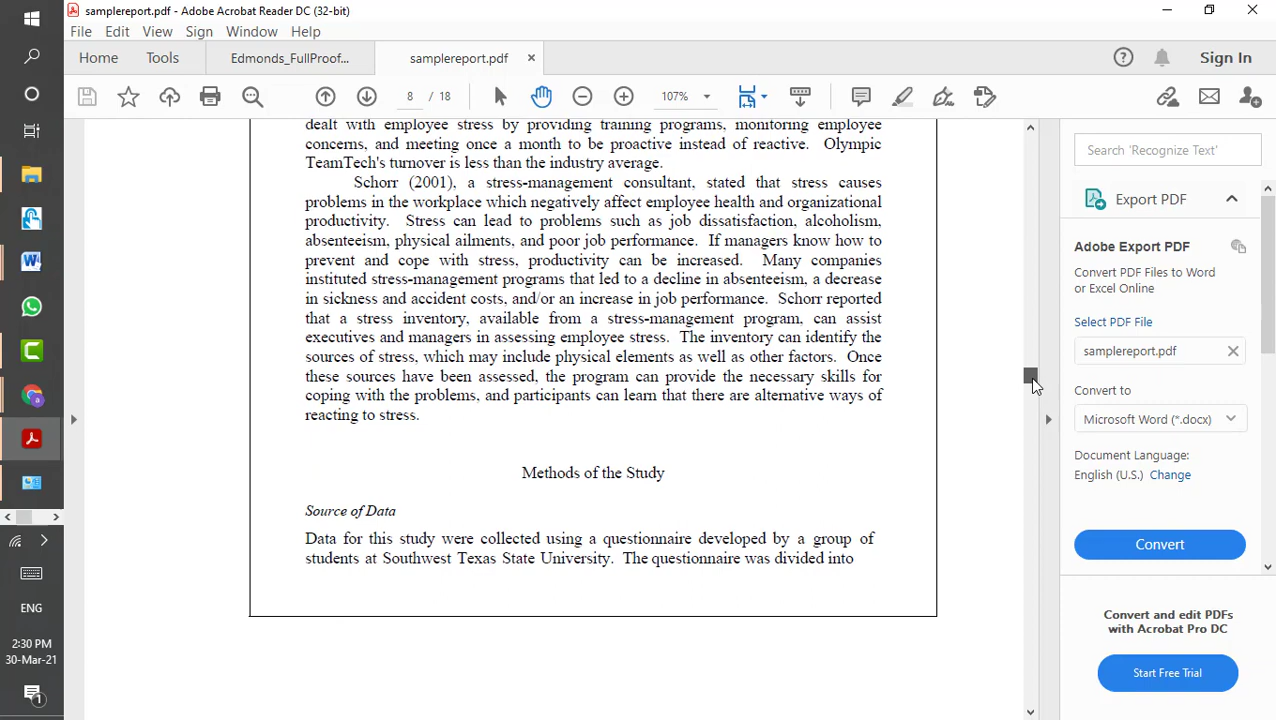 samplereport.pdf - Adobe Acrobat Reader DC (32-bit)
File Edit View Sign Window Help
Home Tools Edmonds_FullProof... samplereport.pdf × Sign In
8 / 18 107%
dealt with employee stress by providing training programs, monitoring employee
concerns, and meeting once a month to be proactive instead of reactive. Olympic
TeamTech's turnover is less than the industry average.
Schorr (2001), a stress-management consultant, stated that stress causes
problems in the workplace which negatively affect employee health and organizational
productivity. Stress can lead to problems such as job dissatisfaction, alcoholism,
absenteeism, physical ailments, and poor job performance. If managers know how to
prevent and cope with stress, productivity can be increased. Many companies
instituted stress-management programs that led to a decline in absenteeism, a decrease
in sickness and accident costs, and/or an increase in job performance. Schorr reported
that a stress inventory, available from a stress-management program, can assist
executives and managers in assessing employee stress. The inventory can identify the
sources of stress, which may include physical elements as well as other factors. Once
these sources have been assessed, the program can provide the necessary skills for
coping with the problems, and participants can learn that there are alternative ways of
reacting to stress.
Methods of the Study
Source of Data
Data for this study were collected using a questionnaire developed by a group of
students at Southwest Texas State University. The questionnaire was divided into
Search 'Recognize Text'
Export PDF
Adobe Export PDF
Convert PDF Files to Word
or Excel Online
Select PDF File
samplereport.pdf
Convert to
Microsoft Word (*.docx)
Document Language:
English (U.S.) Change
Convert
Convert and edit PDFs
with Acrobat Pro DC
Start Free Trial
ENG
2:30 PM
30-Mar-21
1